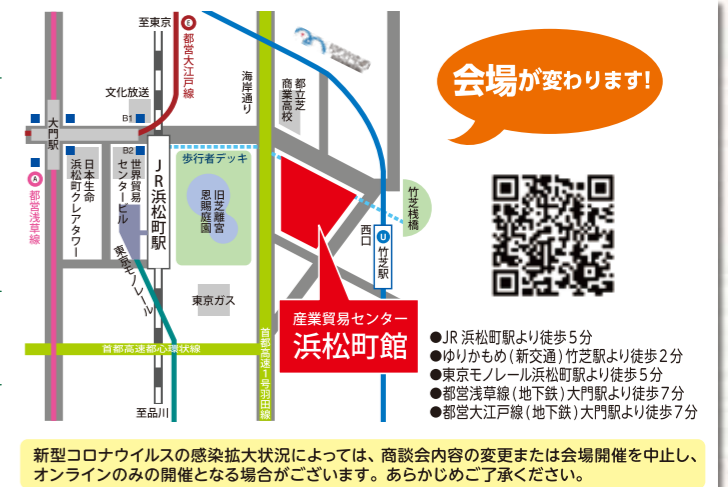 至東京
E
都営大江戸線
海岸通り
都立芝
商業高校
会場が変わります!
文化放送
大門駅
B1
B2
JR浜松町駅
歩行者デッキ
日本生命
浜松町クレアタワー
世界貿易
センタービル
旧芝離宮
恩賜庭園
竹芝桟橋
A
都営浅草線
西口
U
竹芝駅
東京モノレール
東京ガス
産業貿易センター
浜松町館
首都高速都心環状線
首都高速1号羽田線
至品川
●JR 浜松町駅より徒歩5分
●ゆりかもめ(新交通)竹芝駅より徒歩2分
●東京モノレール浜松町駅より徒歩5分
●都営浅草線(地下鉄)大門駅より徒歩7分
●都営大江戸線(地下鉄)大門駅より徒歩7分
新型コロナウイルスの感染拡大状況によっては、商談会内容の変更または会場開催を中止し、
オンラインのみの開催となる場合がございます。あらかじめご了承ください。